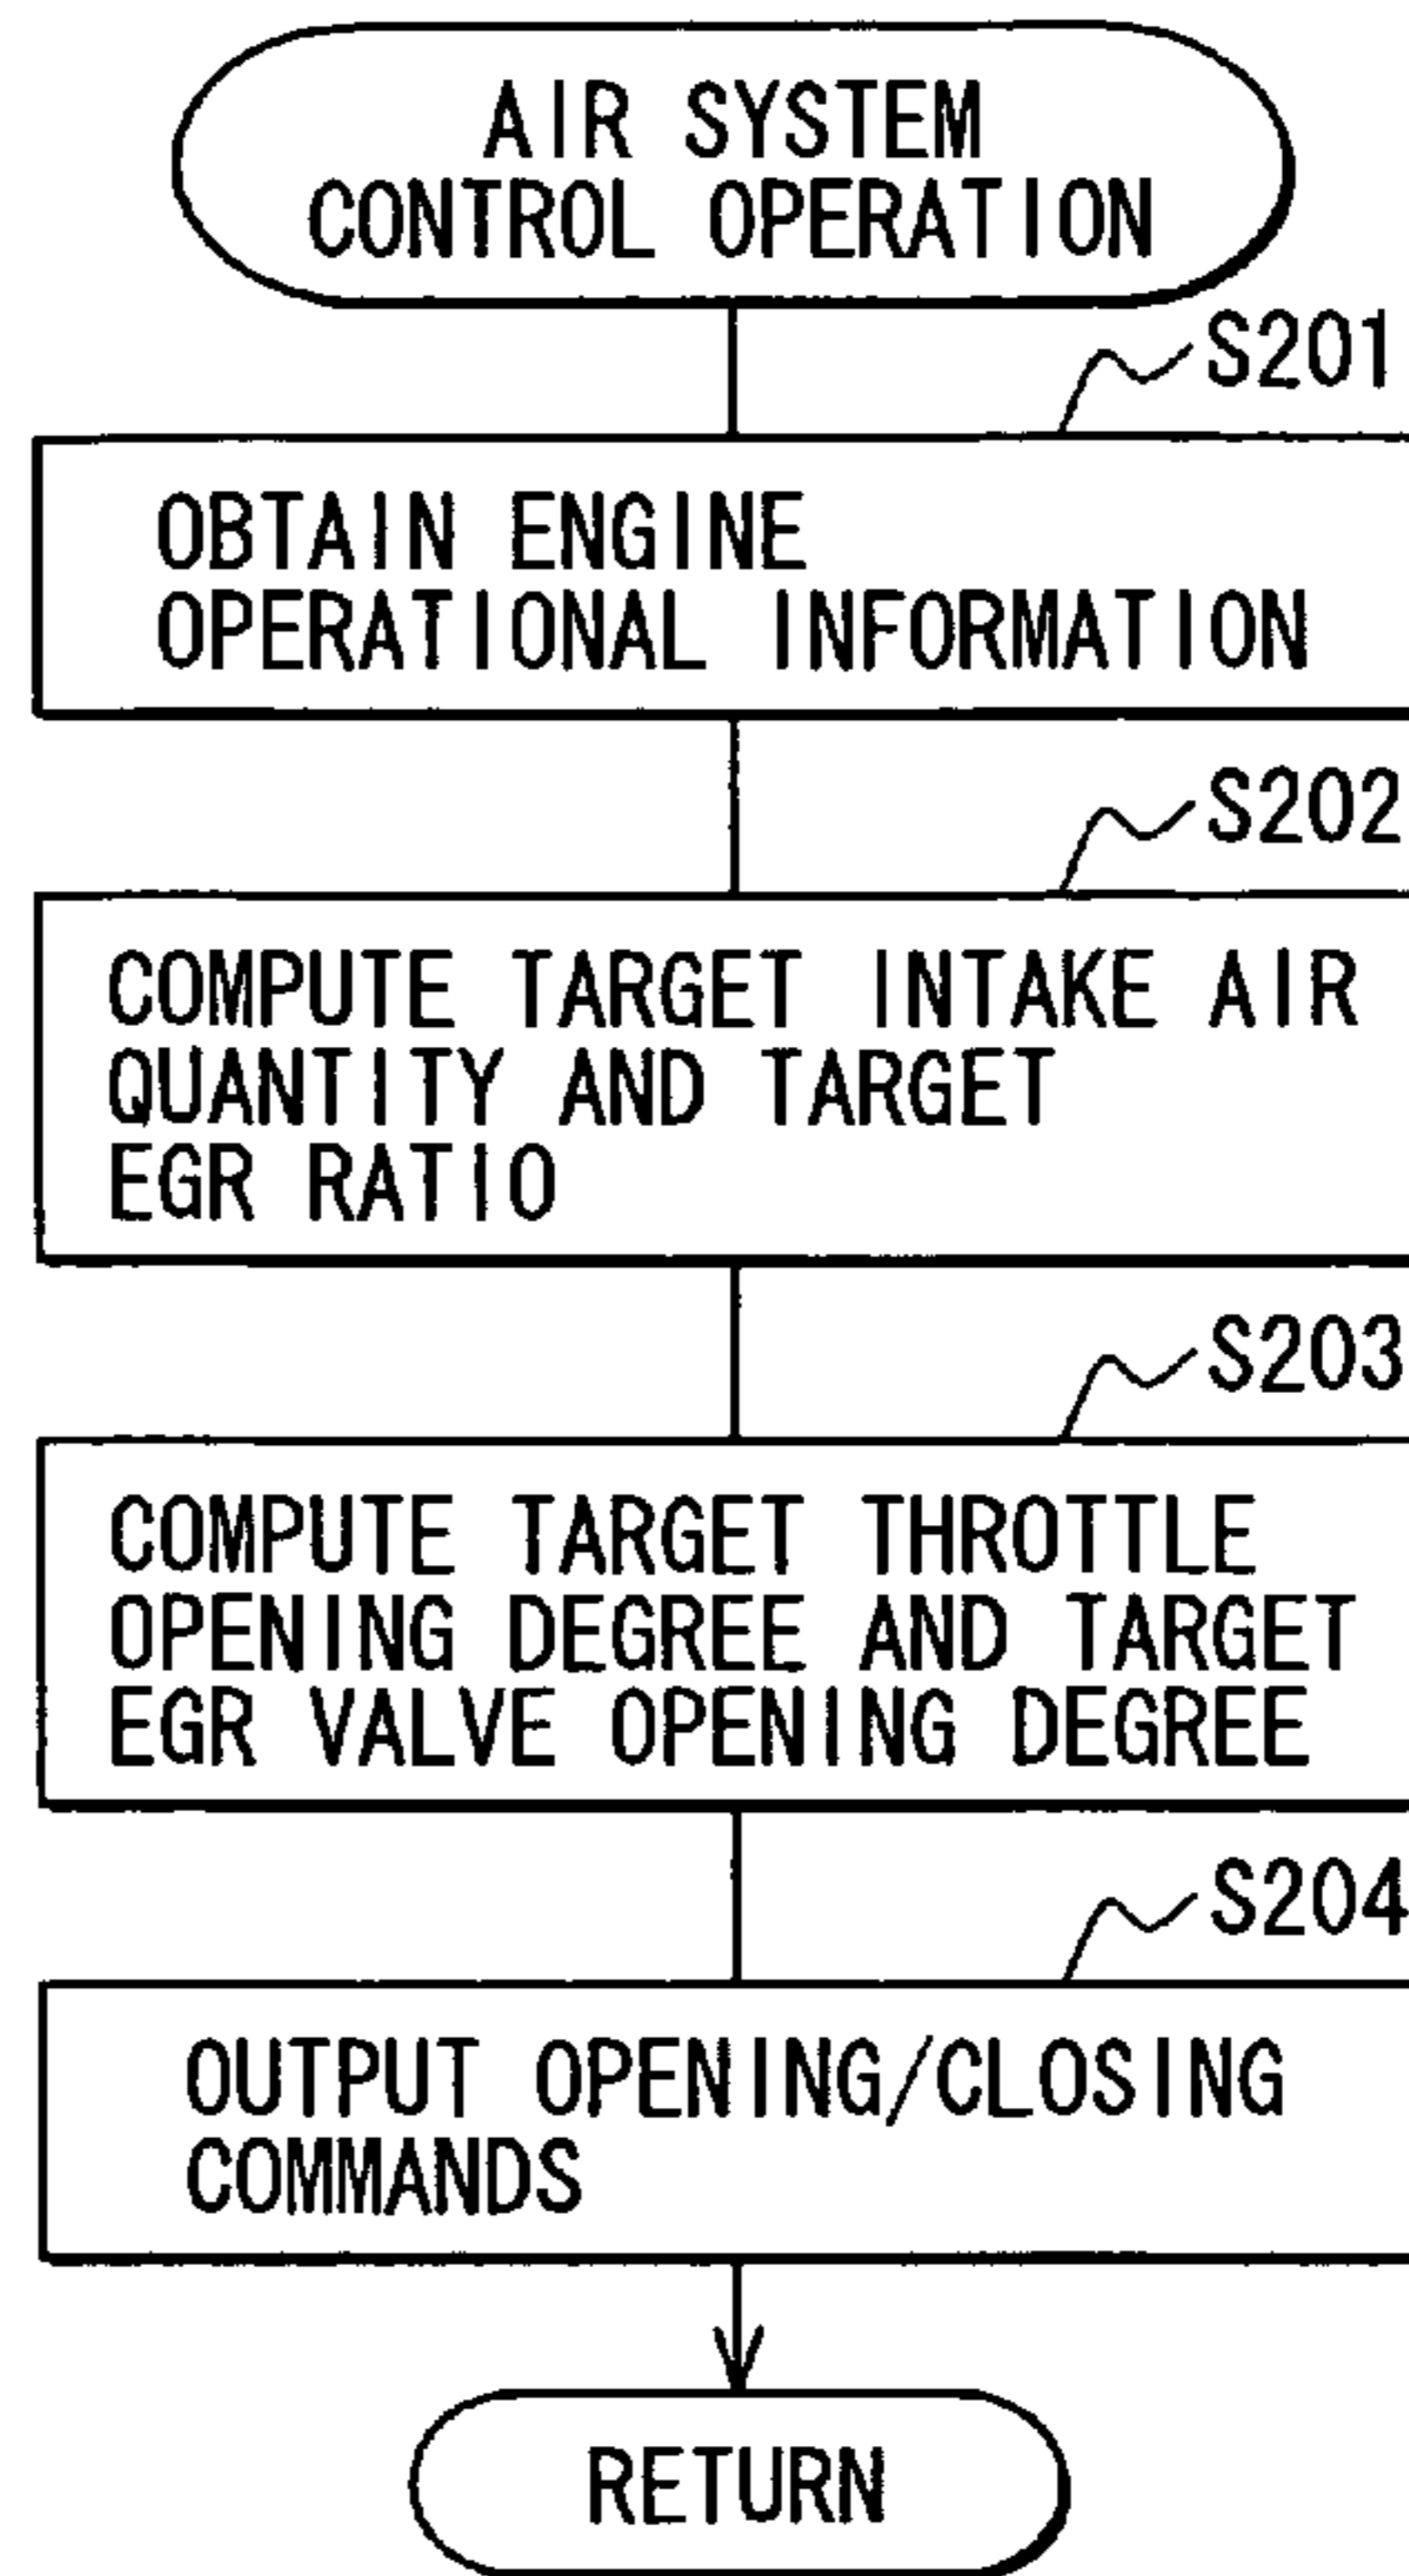 AIR SYSTEM
CONTROL OPERATION
S201
OBTAIN ENGINE
OPERATIONAL INFORMATION
S202
COMPUTE TARGET INTAKE AIR
QUANTITY AND TARGET
EGR RATIO
S203
COMPUTE TARGET THROTTLE
OPENING DEGREE AND TARGET
EGR VALVE OPENING DEGREE
S204
OUTPUT OPENING/CLOSING
COMMANDS
RETURN